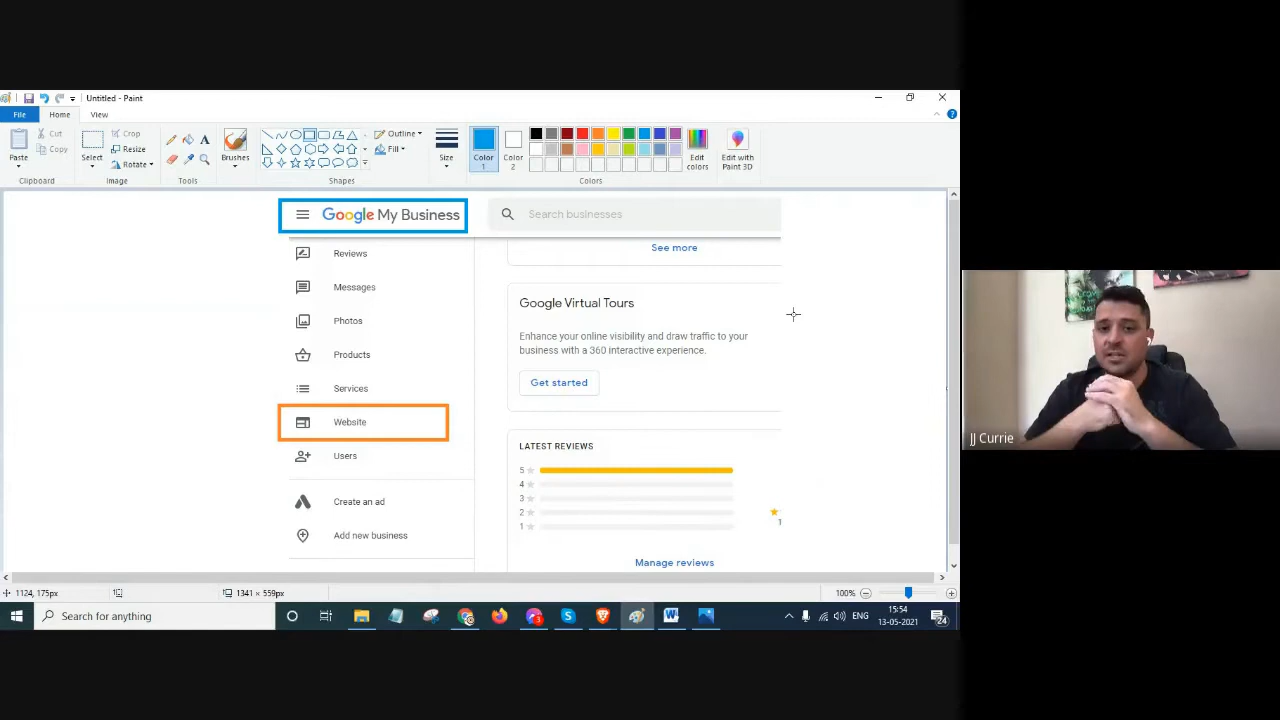 Untitled - Paint
File Home View
Paste
Cut
Copy
Clipboard
Select
Crop
Resize
Rotate
Image
Tools
Brushes
Shapes
Outline
Fill
Size
Color 1
Color 2
Colors
Edit colors
Edit with Paint 3D
Google My Business
Search businesses
Reviews
Messages
Photos
Products
Services
Website
Users
Create an ad
Add new business
See more
Google Virtual Tours
Enhance your online visibility and draw traffic to your
business with a 360 interactive experience.
Get started
LATEST REVIEWS
5
4
3
2
1
1
Manage reviews
JJ Currie
1124, 175px
1341 × 559px
100%
Search for anything
3
ENG
15:54
13-05-2021
24